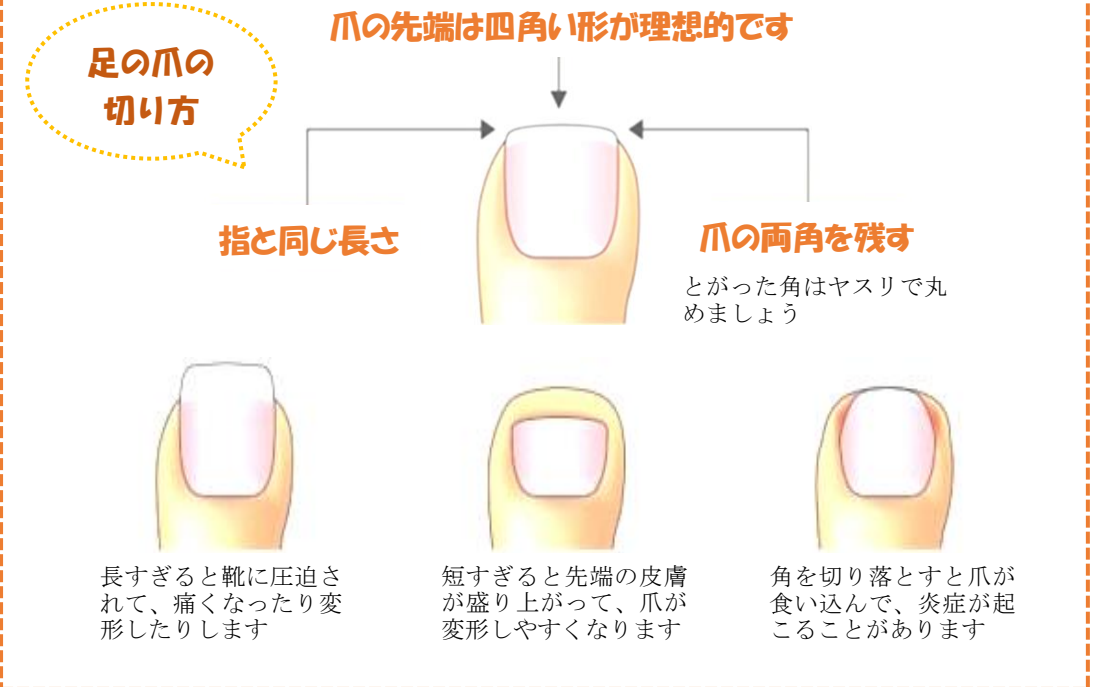 爪の先端は四角い形が理想的です
足の爪の
切り方
指と同じ長さ
爪の両角を残す
とがった角はヤスリで丸
めましょう
長すぎると靴に圧迫さ
れて、痛くなったり変
形したりします
短すぎると先端の皮膚
が盛り上がって、爪が
変形しやすくなります
角を切り落とすと爪が
食い込んで、炎症が起
こることがあります